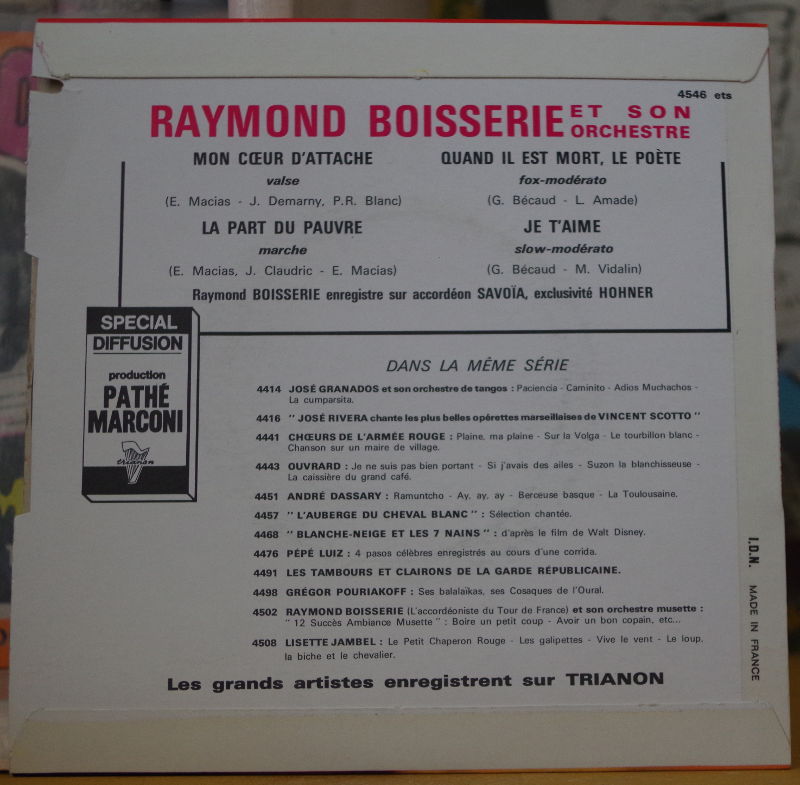 4546 ets
RAYMOND BOISSERIE ET SON ORCHESTRE
MON CŒUR D'ATTACHE
valse
(E. Macias - J. Demarny, P.R. Blanc)
QUAND IL EST MORT, LE POÈTE
fox-modérato
(G. Bécaud - L. Amade)
LA PART DU PAUVRE
marche
(E. Macias, J. Claudric - E. Macias)
JE T'AIME
slow-modérato
(G. Bécaud - M. Vidalin)
Raymond BOISSERIE enregistre sur accordéon SAVOÏA, exclusivité HOHNER
SPECIAL
DIFFUSION
production
PATHÉ
MARCONI
trianon
DANS LA MÊME SÉRIE
4414 JOSÉ GRANADOS et son orchestre de tangos : Paciencia - Caminito - Adios Muchachos -
La cumparsita.
4416 " JOSÉ RIVERA chante les plus belles opérettes marseillaises de VINCENT SCOTTO "
4441 CHŒURS DE L'ARMÉE ROUGE : Plaine, ma plaine - Sur la Volga - Le tourbillon blanc -
Chanson sur un maire de village.
4443 OUVRARD : Je ne suis pas bien portant - Si j'avais des ailes - Suzon la blanchisseuse -
La caissière du grand café.
4451 ANDRÉ DASSARY : Ramuntcho - Ay, ay, ay - Berceuse basque - La Toulousaine.
4457 " L'AUBERGE DU CHEVAL BLANC " : Sélection chantée.
4468 " BLANCHE-NEIGE ET LES 7 NAINS " : d'après le film de Walt Disney.
4476 PÉPÉ LUIZ : 4 pasos célèbres enregistrés au cours d'une corrida.
4491 LES TAMBOURS ET CLAIRONS DE LA GARDE RÉPUBLICAINE.
4498 GRÉGOR POURIAKOFF : Ses balalaïkas, ses Cosaques de l'Oural.
4502 RAYMOND BOISSERIE (L'accordéoniste du Tour de France) et son orchestre musette :
" 12 Succès Ambiance Musette " : Boire un petit coup - Avoir un bon copain, etc...
4508 LISETTE JAMBEL : Le Petit Chaperon Rouge - Les galipettes - Vive le vent - Le loup,
la biche et le chevalier.
Les grands artistes enregistrent sur TRIANON
I.D.N. MADE IN FRANCE